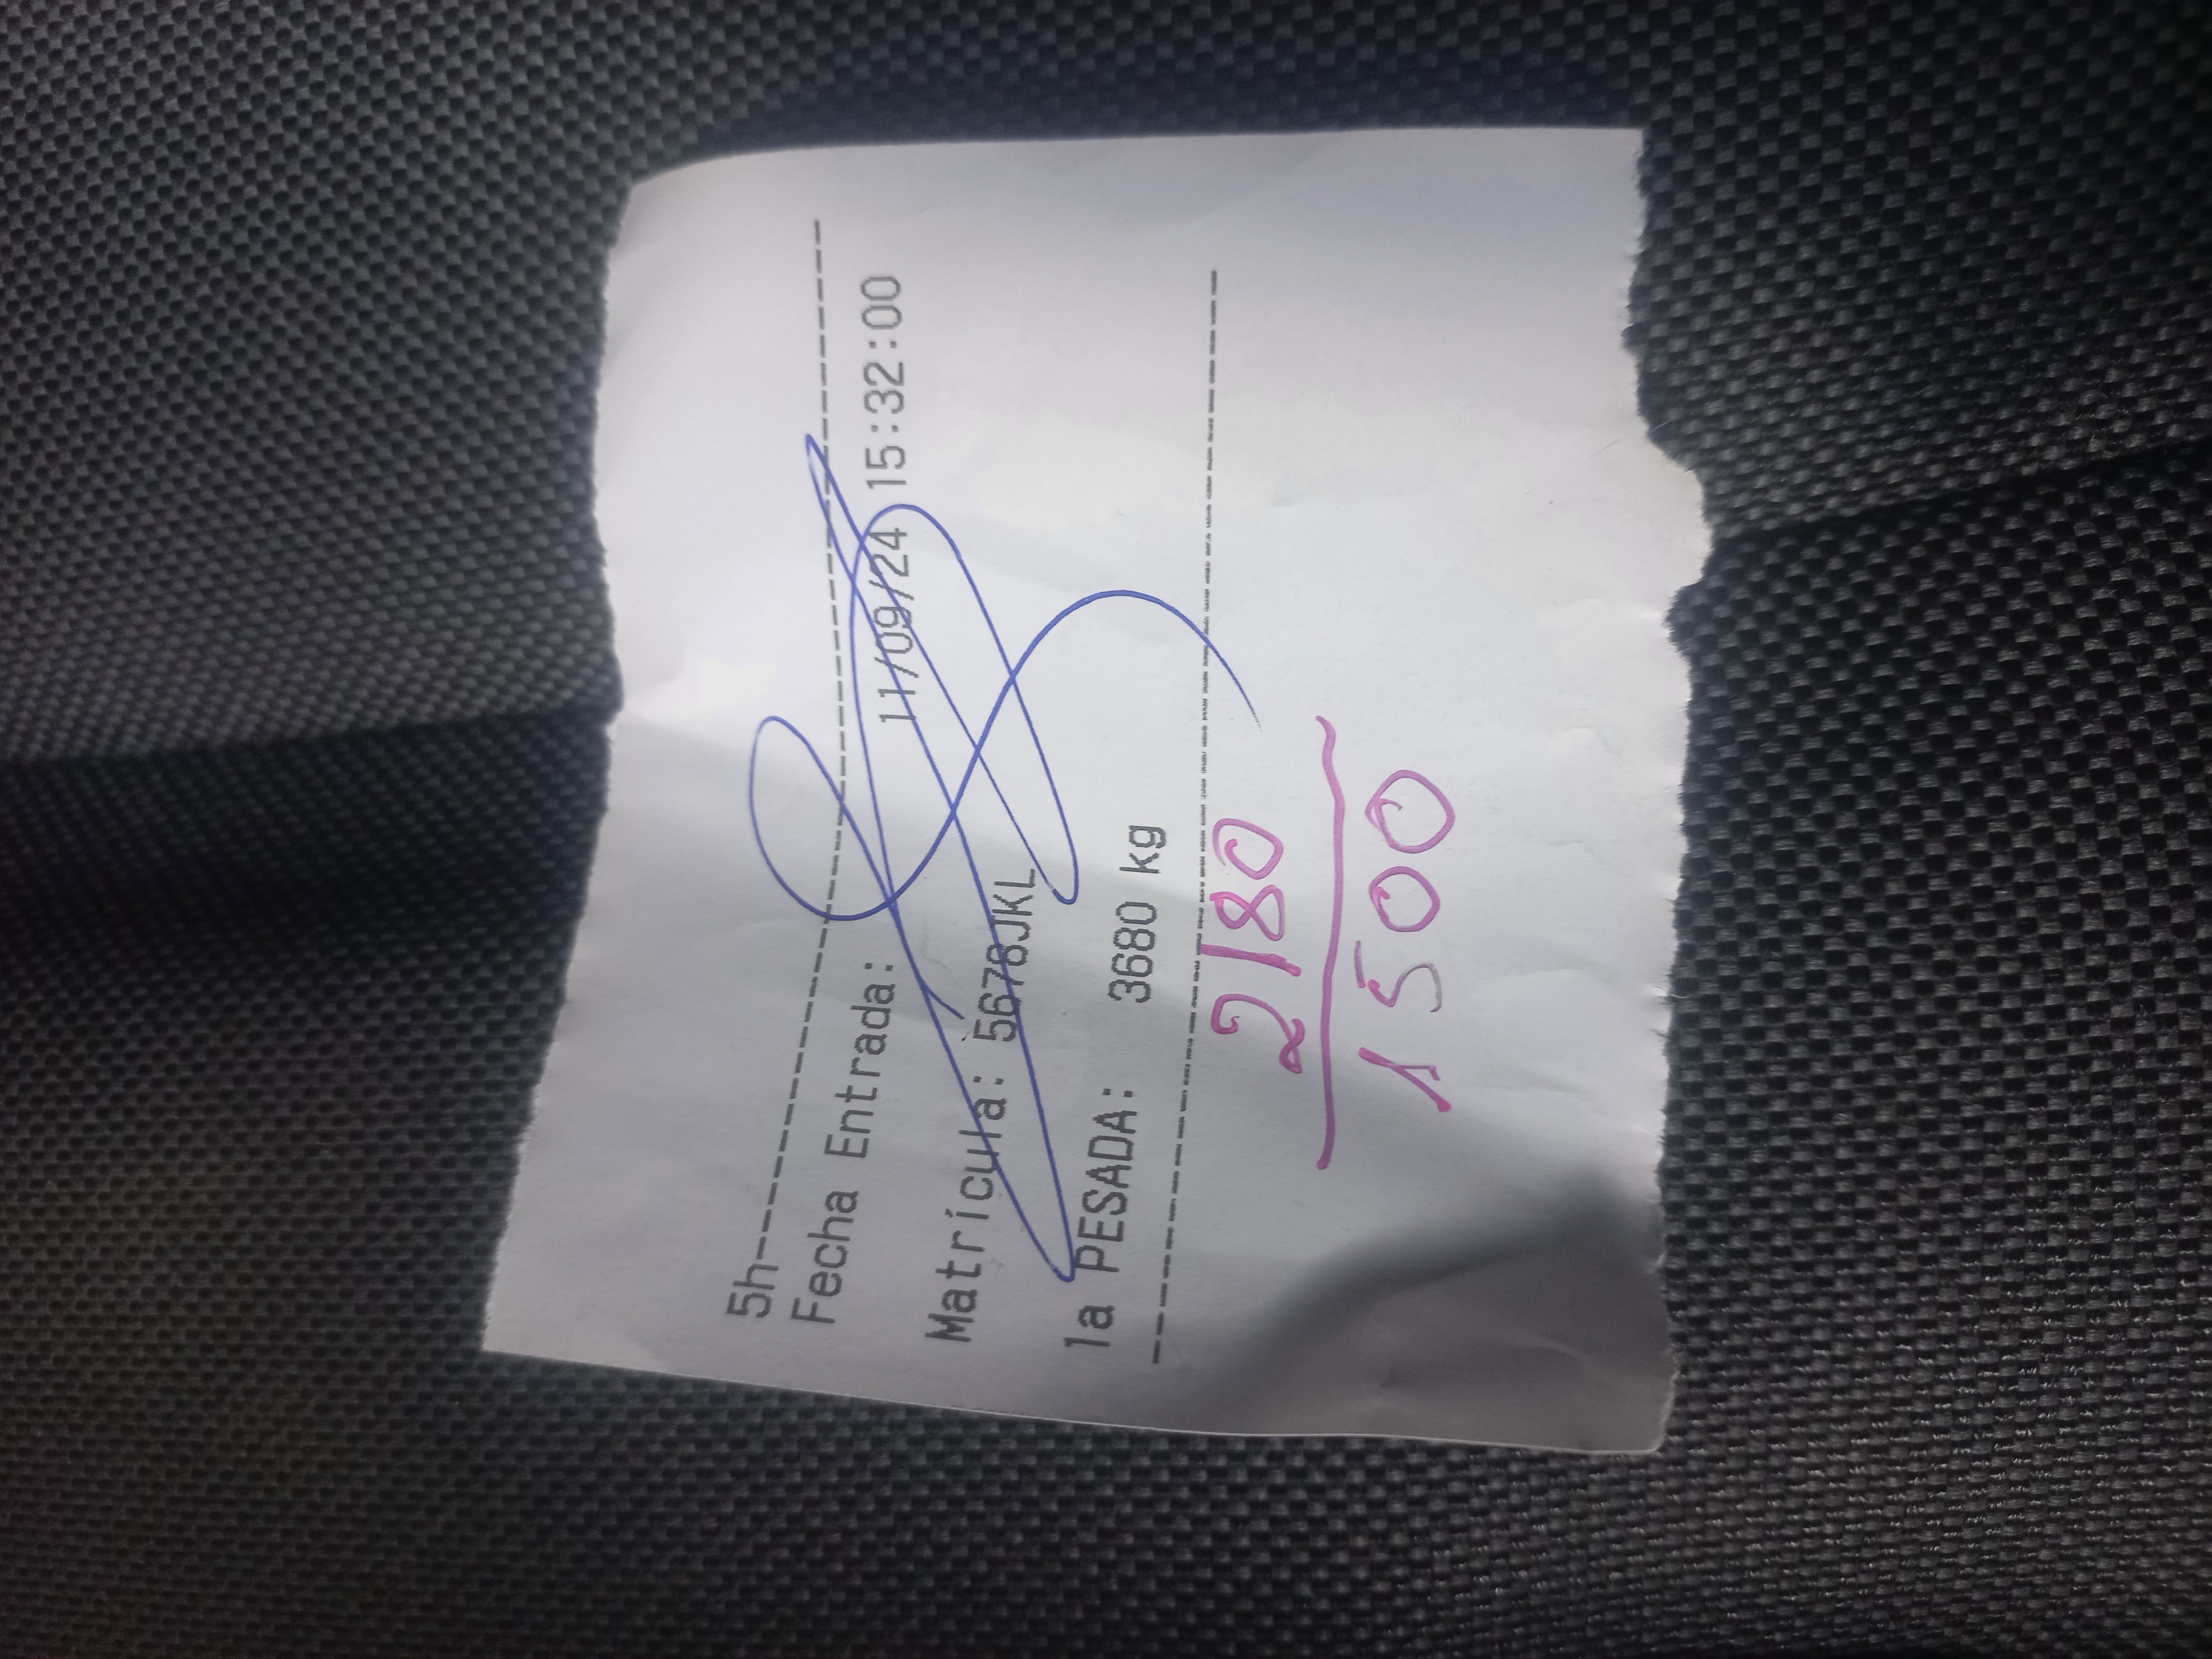 5h------------------------------
Fecha Entrada: 11/09/24 15:32:00
Matrícula: 5678JKL
1a PESADA: 3680 kg
--------------------------------
2180
1500